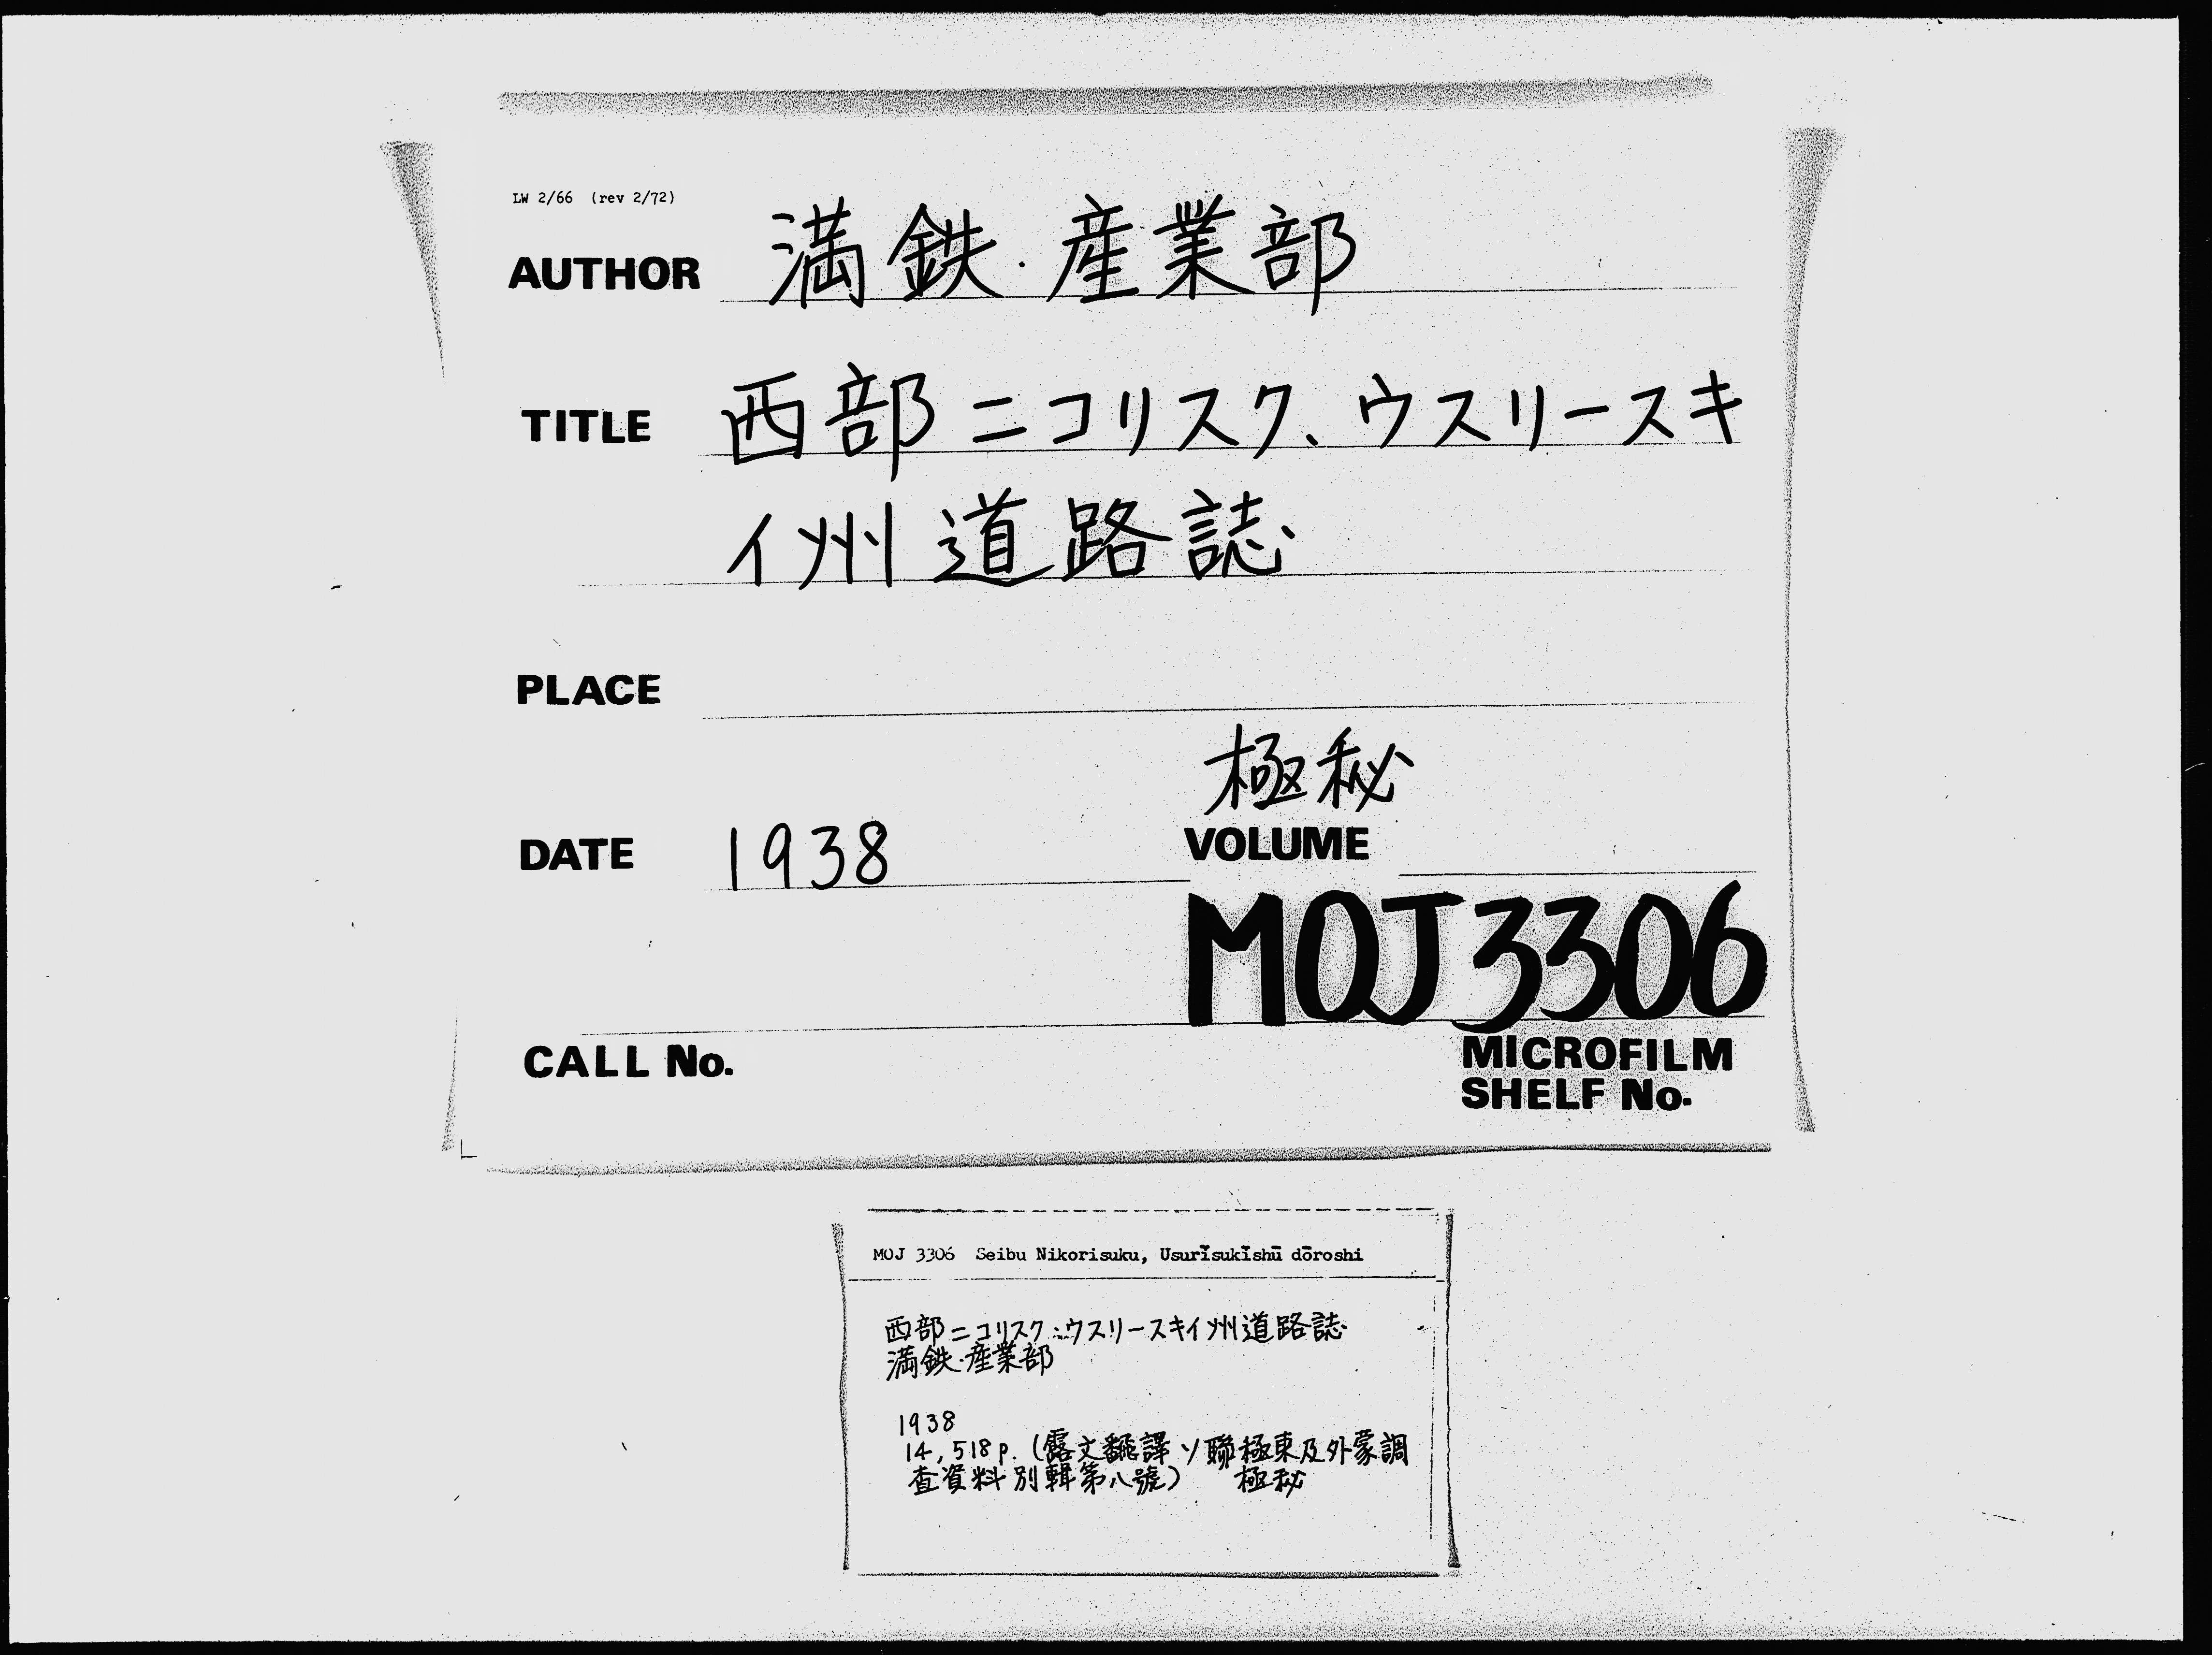 LW 2/66 (rev 2/72)
AUTHOR 満鉄・産業部
TITLE 西部ニコリスク、ウスリースキ
イ州道路誌
PLACE
極秘
DATE 1938 VOLUME
MOJ 3306
CALL No. MICROFILM
SHELF No.
MOJ 3306 Seibu Nikorisuku, Usurīsukīshū dōroshi
西部ニコリスク、ウスリースキイ州道路誌
満鉄・産業部
1938
14, 518 p. (露文飜譯ソ聯極東及外蒙調
査資料別輯第八號) 極秘